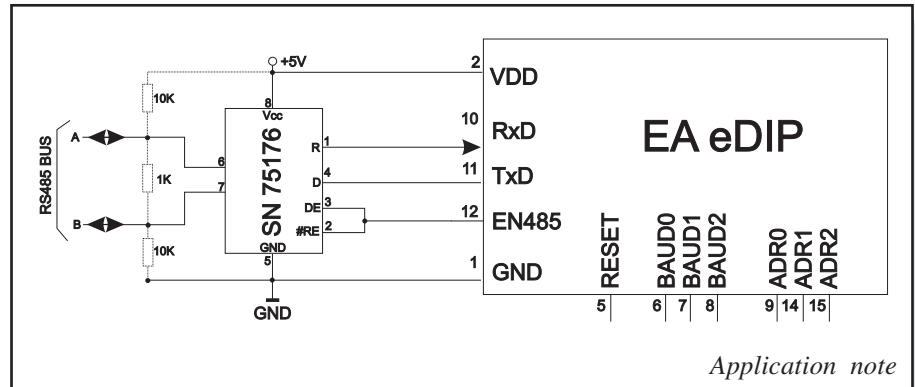 +5V
2
VDD
10K
8
Vcc
10
RxD
EA eDIP
RS485 BUS
A
6
R
1
1K
SN 75176
D
4
11
TxD
7
DE
3
B
#RE
2
12
EN485
10K
GND
5
1
GND
GND
RESET
BAUD0
BAUD1
BAUD2
ADR0
ADR1
ADR2
5
6
7
8
9
14
15
Application note